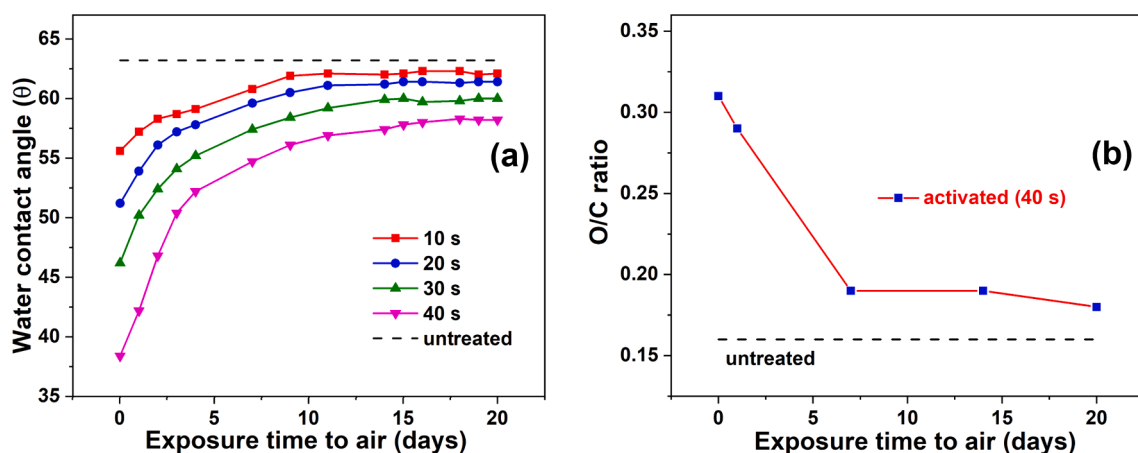 65
60
55
50
45
40
35
Water contact angle (θ)
0 5 10 15 20
Exposure time to air (days)
(a)
10 s
20 s
30 s
40 s
untreated
0.35
0.30
0.25
0.20
0.15
O/C ratio
0 5 10 15 20
Exposure time to air (days)
(b)
activated (40 s)
untreated